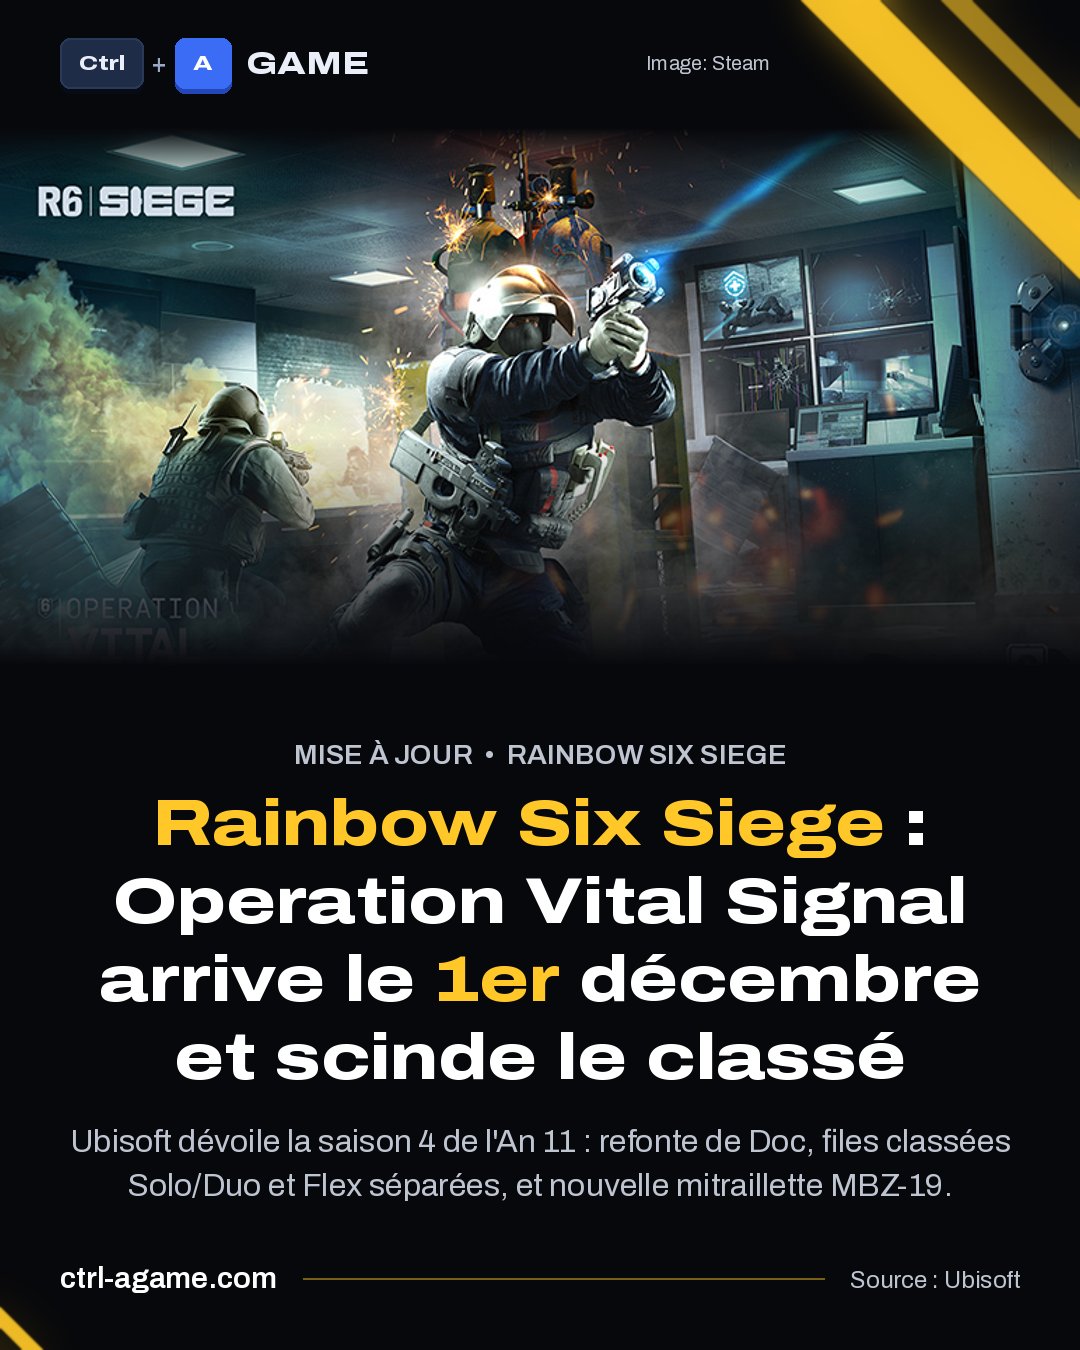 Ctrl + A GAME
Image: Steam
R6 SIEGE
6 OPERATION
VITAL
MISE À JOUR • RAINBOW SIX SIEGE
Rainbow Six Siege :
Operation Vital Signal
arrive le 1er décembre
et scinde le classé
Ubisoft dévoile la saison 4 de l'An 11 : refonte de Doc, files classées
Solo/Duo et Flex séparées, et nouvelle mitraillette MBZ-19.
ctrl-agame.com
Source : Ubisoft